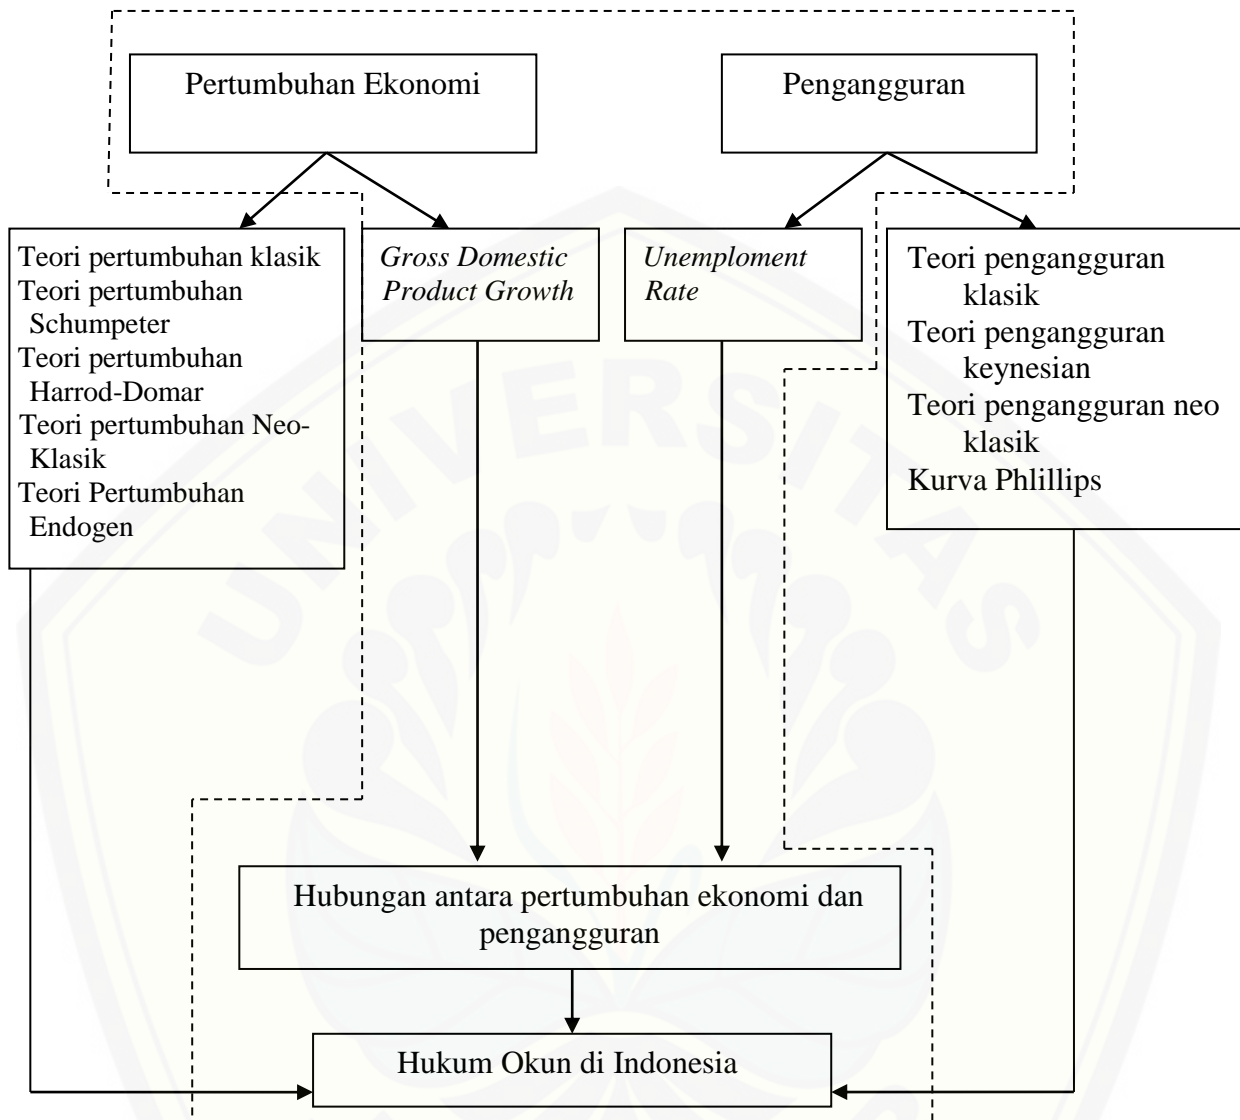 Pertumbuhan Ekonomi
Pengangguran
Teori pertumbuhan klasik
Teori pertumbuhan
Schumpeter
Teori pertumbuhan
Harrod-Domar
Teori pertumbuhan Neo-
Klasik
Teori Pertumbuhan
Endogen
Gross Domestic
Product Growth
Unemploment
Rate
Teori pengangguran
klasik
Teori pengangguran
keynesian
Teori pengangguran neo
klasik
Kurva Phlillips
UNIVERSITAS
Hubungan antara pertumbuhan ekonomi dan
pengangguran
Hukum Okun di Indonesia